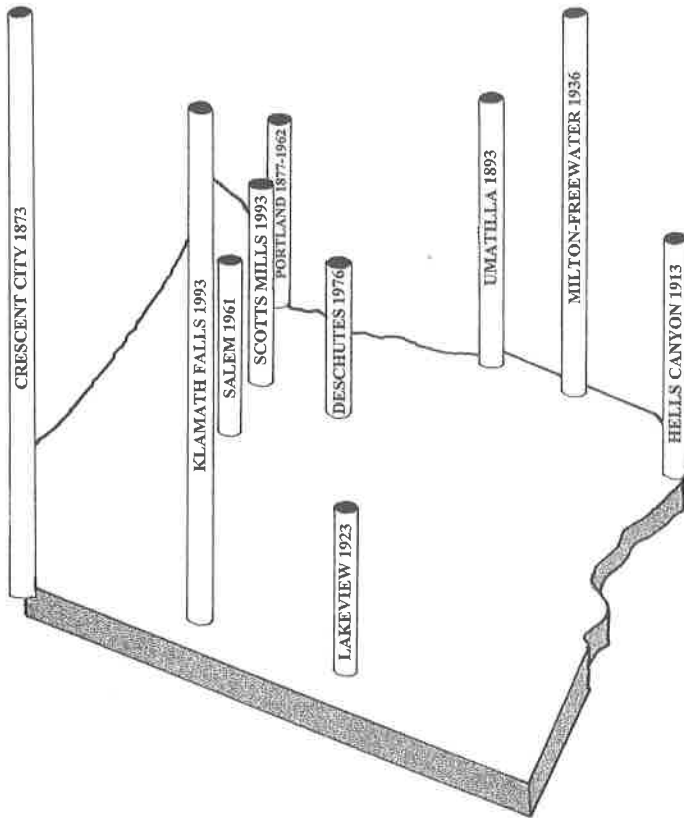 CRESCENT CITY 1873
KLAMATH FALLS 1993
SALEM 1961
SCOTTS MILLS 1993
PORTLAND 1877-1962
DESCHUTES 1976
LAKEVIEW 1923
UMATILLA 1893
MILTON-FREEWATER 1936
HELLS CANYON 1913